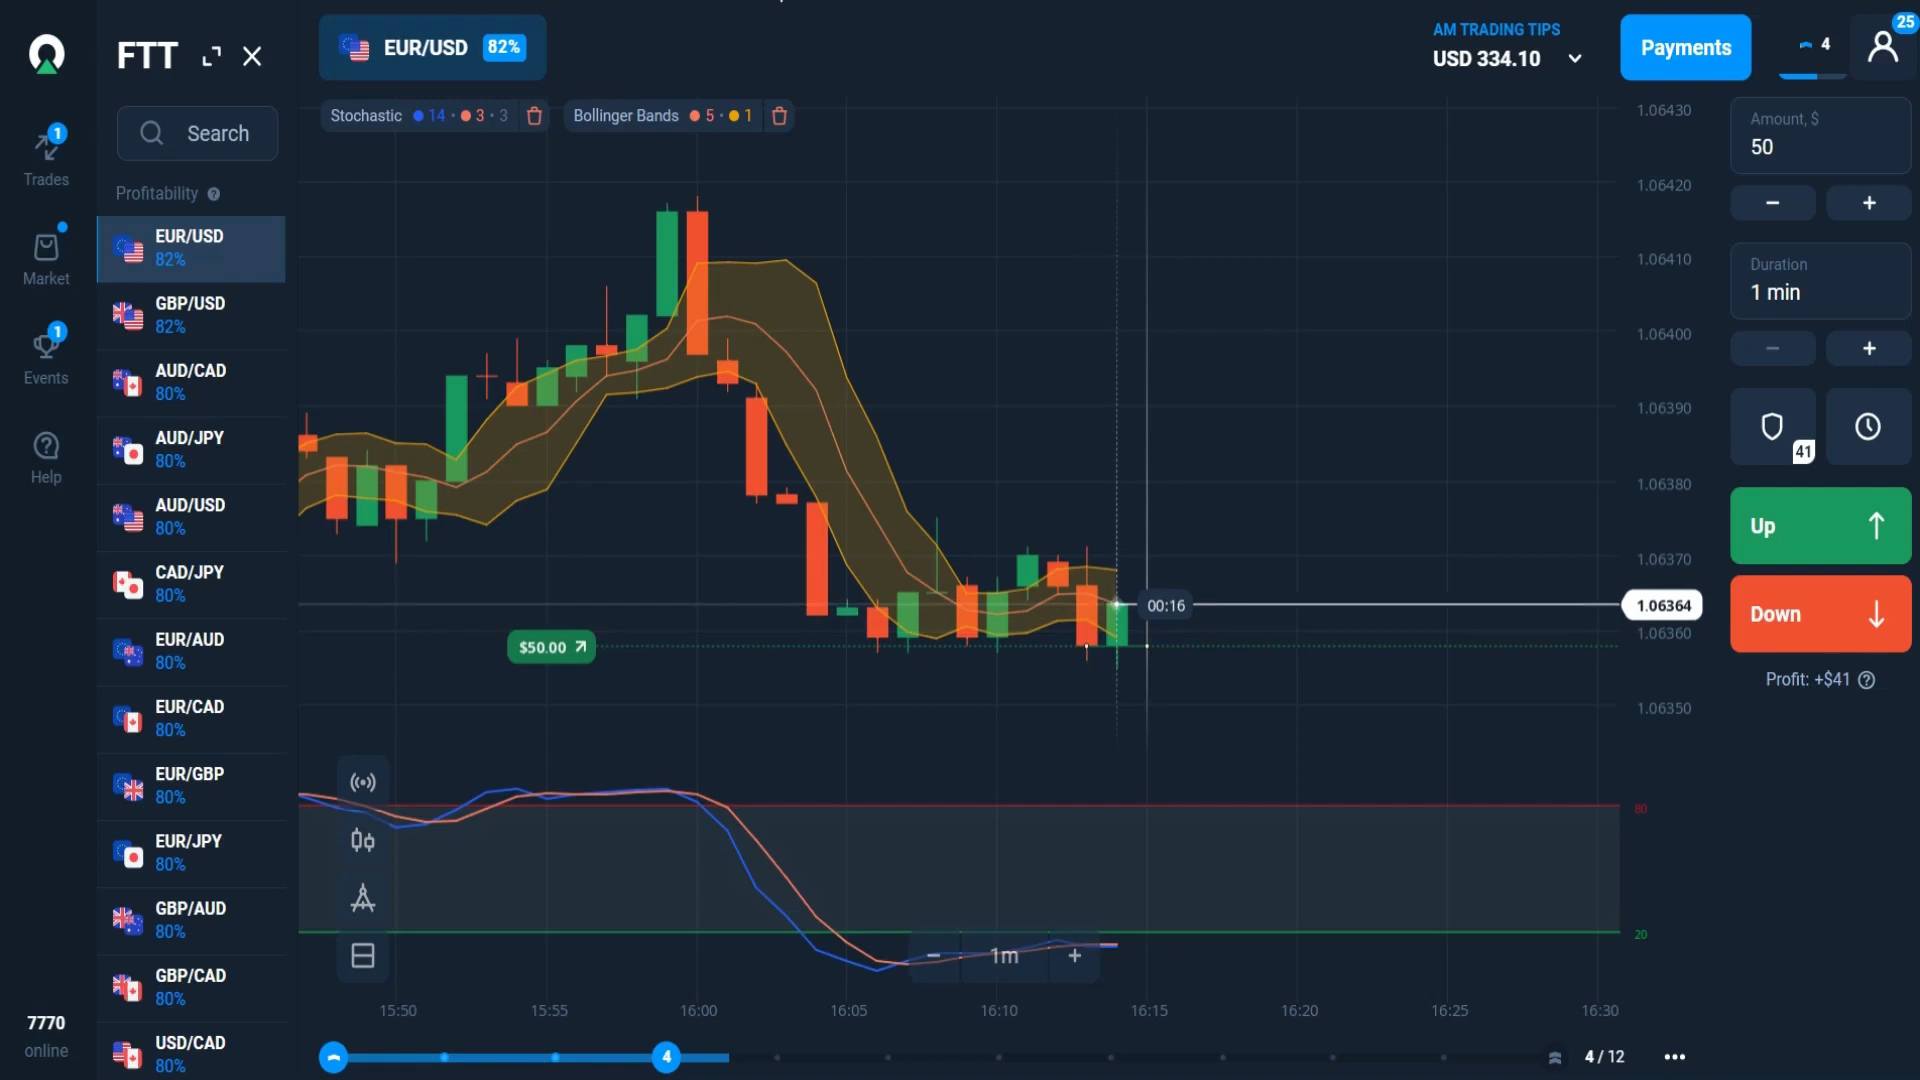 FTT
EUR/USD 82%
AM TRADING TIPS
USD 334.10
Payments
4
25
Trades
1
Market
Events
1
Help
7770
online
Search
Profitability
EUR/USD
82%
GBP/USD
82%
AUD/CAD
80%
AUD/JPY
80%
AUD/USD
80%
CAD/JPY
80%
EUR/AUD
80%
EUR/CAD
80%
EUR/GBP
80%
EUR/JPY
80%
GBP/AUD
80%
GBP/CAD
80%
USD/CAD
80%
Stochastic 14 · 3 · 3
Bollinger Bands 5 · 1
1.06430
1.06420
1.06410
1.06400
1.06390
1.06380
1.06370
1.06364
1.06360
1.06350
00:16
$50.00
80
20
1m
15:50
15:55
16:00
16:05
16:10
16:15
16:20
16:25
16:30
4
4 / 12
Amount, $
50
Duration
1 min
41
Up
Down
Profit: +$41